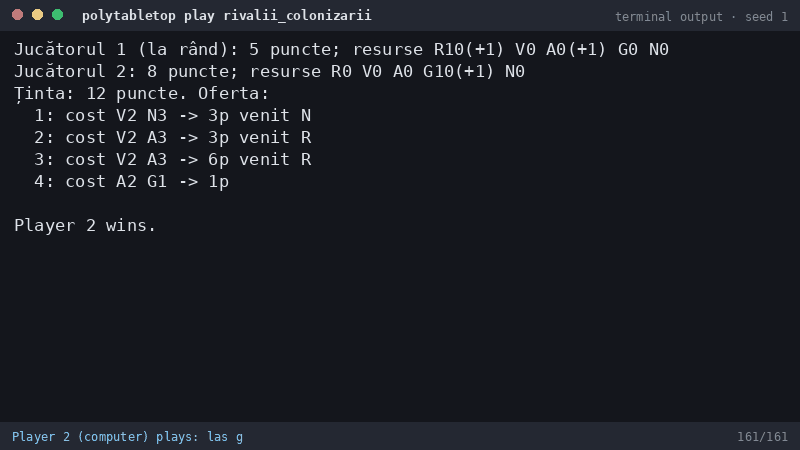 polytabletop play rivalii_colonizarii
terminal output · seed 1
Jucătorul 1 (la rând): 5 puncte; resurse R10(+1) V0 A0(+1) G0 N0
Jucătorul 2: 8 puncte; resurse R0 V0 A0 G10(+1) N0
Ținta: 12 puncte. Oferta:
1: cost V2 N3 -> 3p venit N
2: cost V2 A3 -> 3p venit R
3: cost V2 A3 -> 6p venit R
4: cost A2 G1 -> 1p
Player 2 wins.
Player 2 (computer) plays: las g
161/161